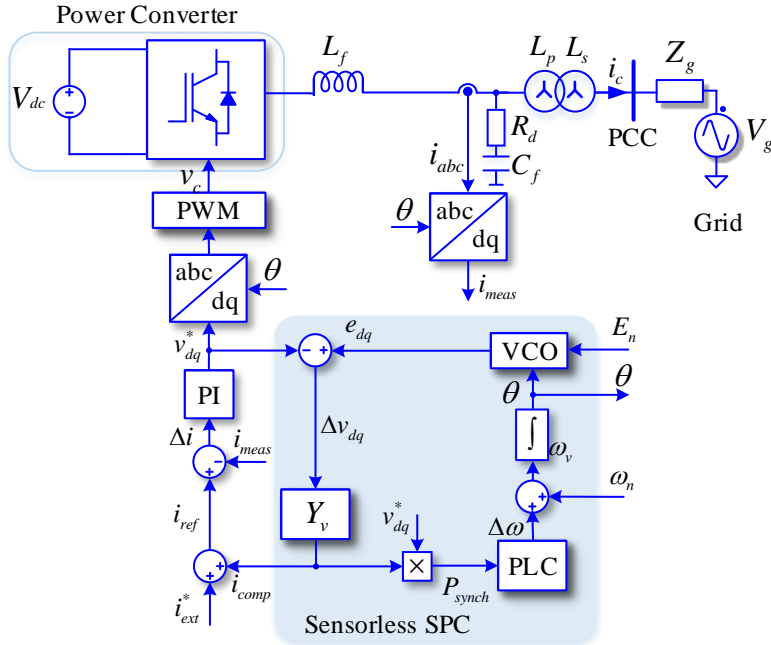 Power Converter
V_dc
L_f
L_p L_s
i_c
Z_g
R_d
C_f
i_abc
PCC
V_g
v_c
PWM
θ
abc
dq
Grid
abc
dq
θ
i_meas
v*_dq
e_dq
VCO
E_n
PI
θ
θ
Δi
i_meas
Δv_dq
∫
ω_v
ω_n
i_ref
Y_v
v*_dq
Δω
i_comp
×
P_synch
PLC
i*_ext
Sensorless SPC